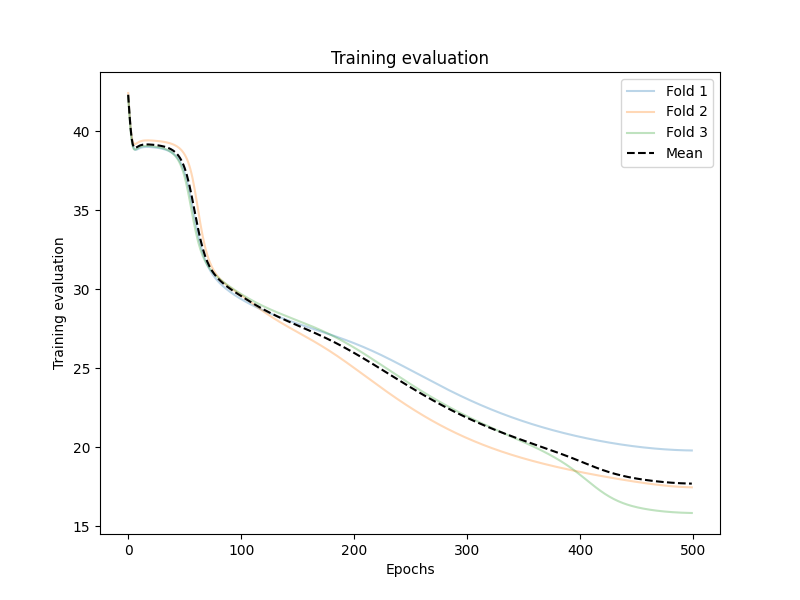 Training evaluation
Fold 1
Fold 2
Fold 3
Mean
Training evaluation
40
35
30
25
20
15
0 100 200 300 400 500
Epochs